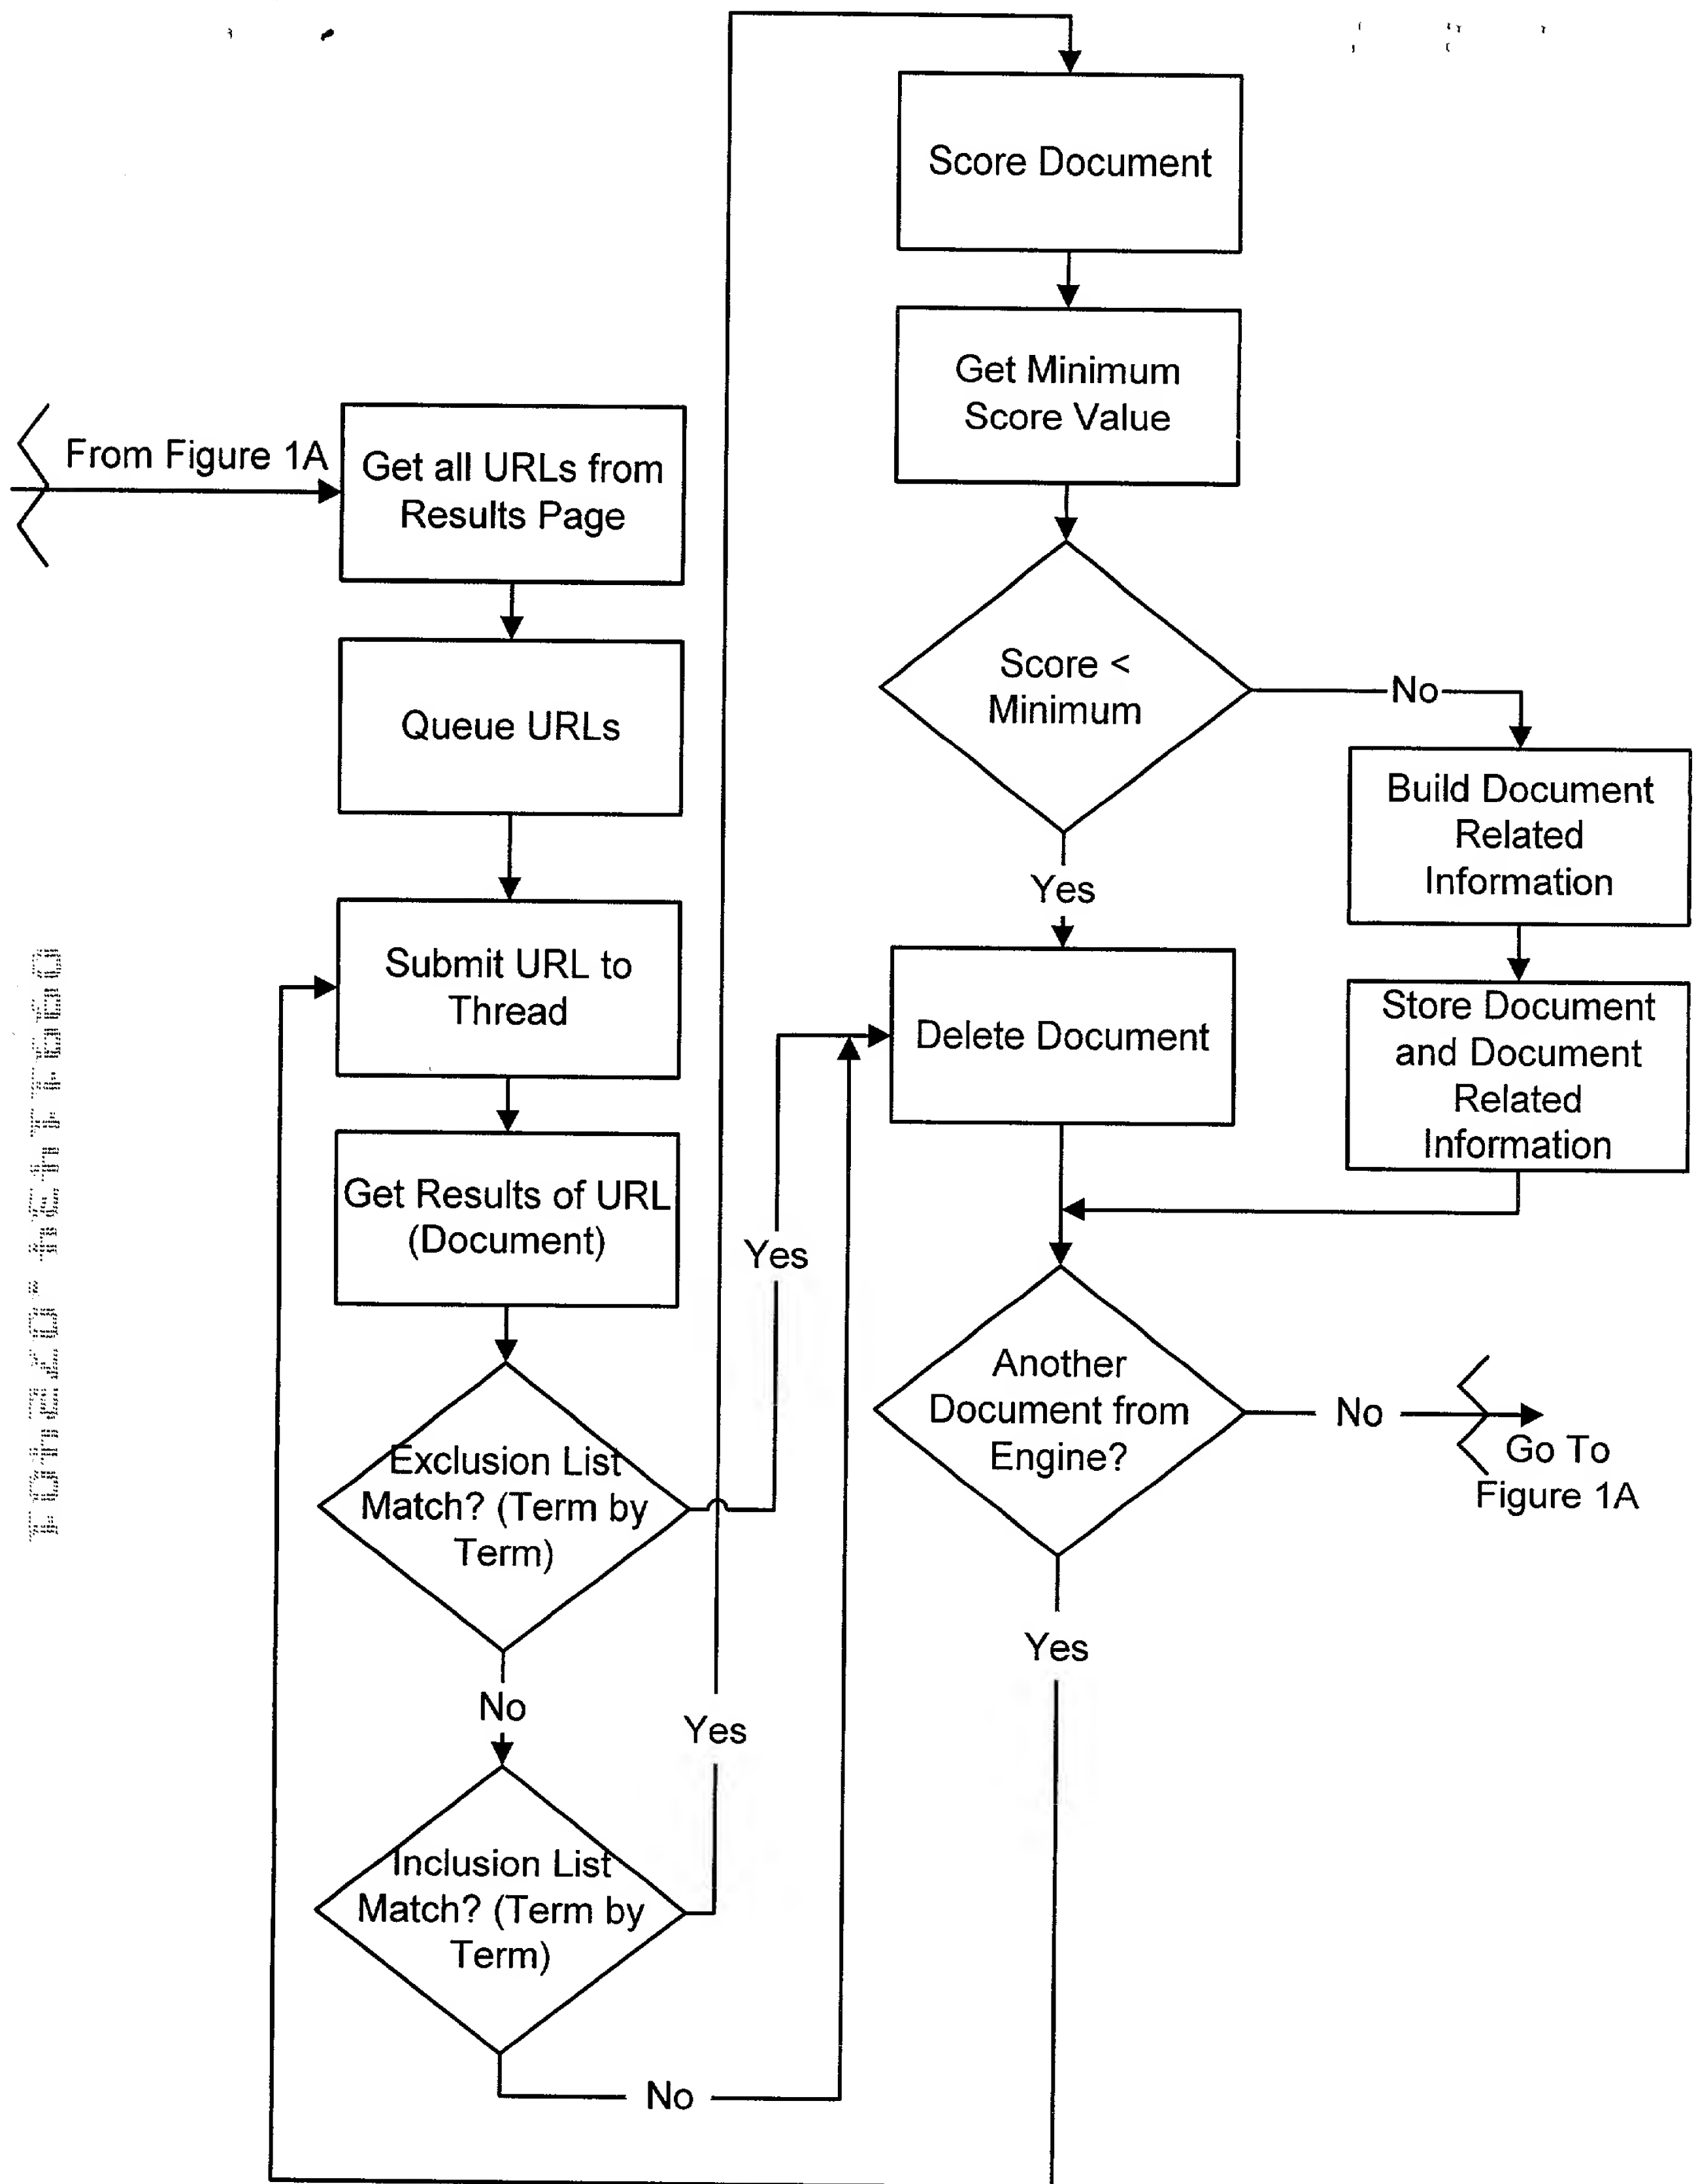 From Figure 1A
Get all URLs from
Results Page
Queue URLs
Submit URL to
Thread
Get Results of URL
(Document)
Exclusion List
Match? (Term by
Term)
Yes
No
Inclusion List
Match? (Term by
Term)
Yes
No
Score Document
Get Minimum
Score Value
Score <
Minimum
No
Yes
Build Document
Related
Information
Store Document
and Document
Related
Information
Delete Document
Another
Document from
Engine?
No
Go To
Figure 1A
Yes